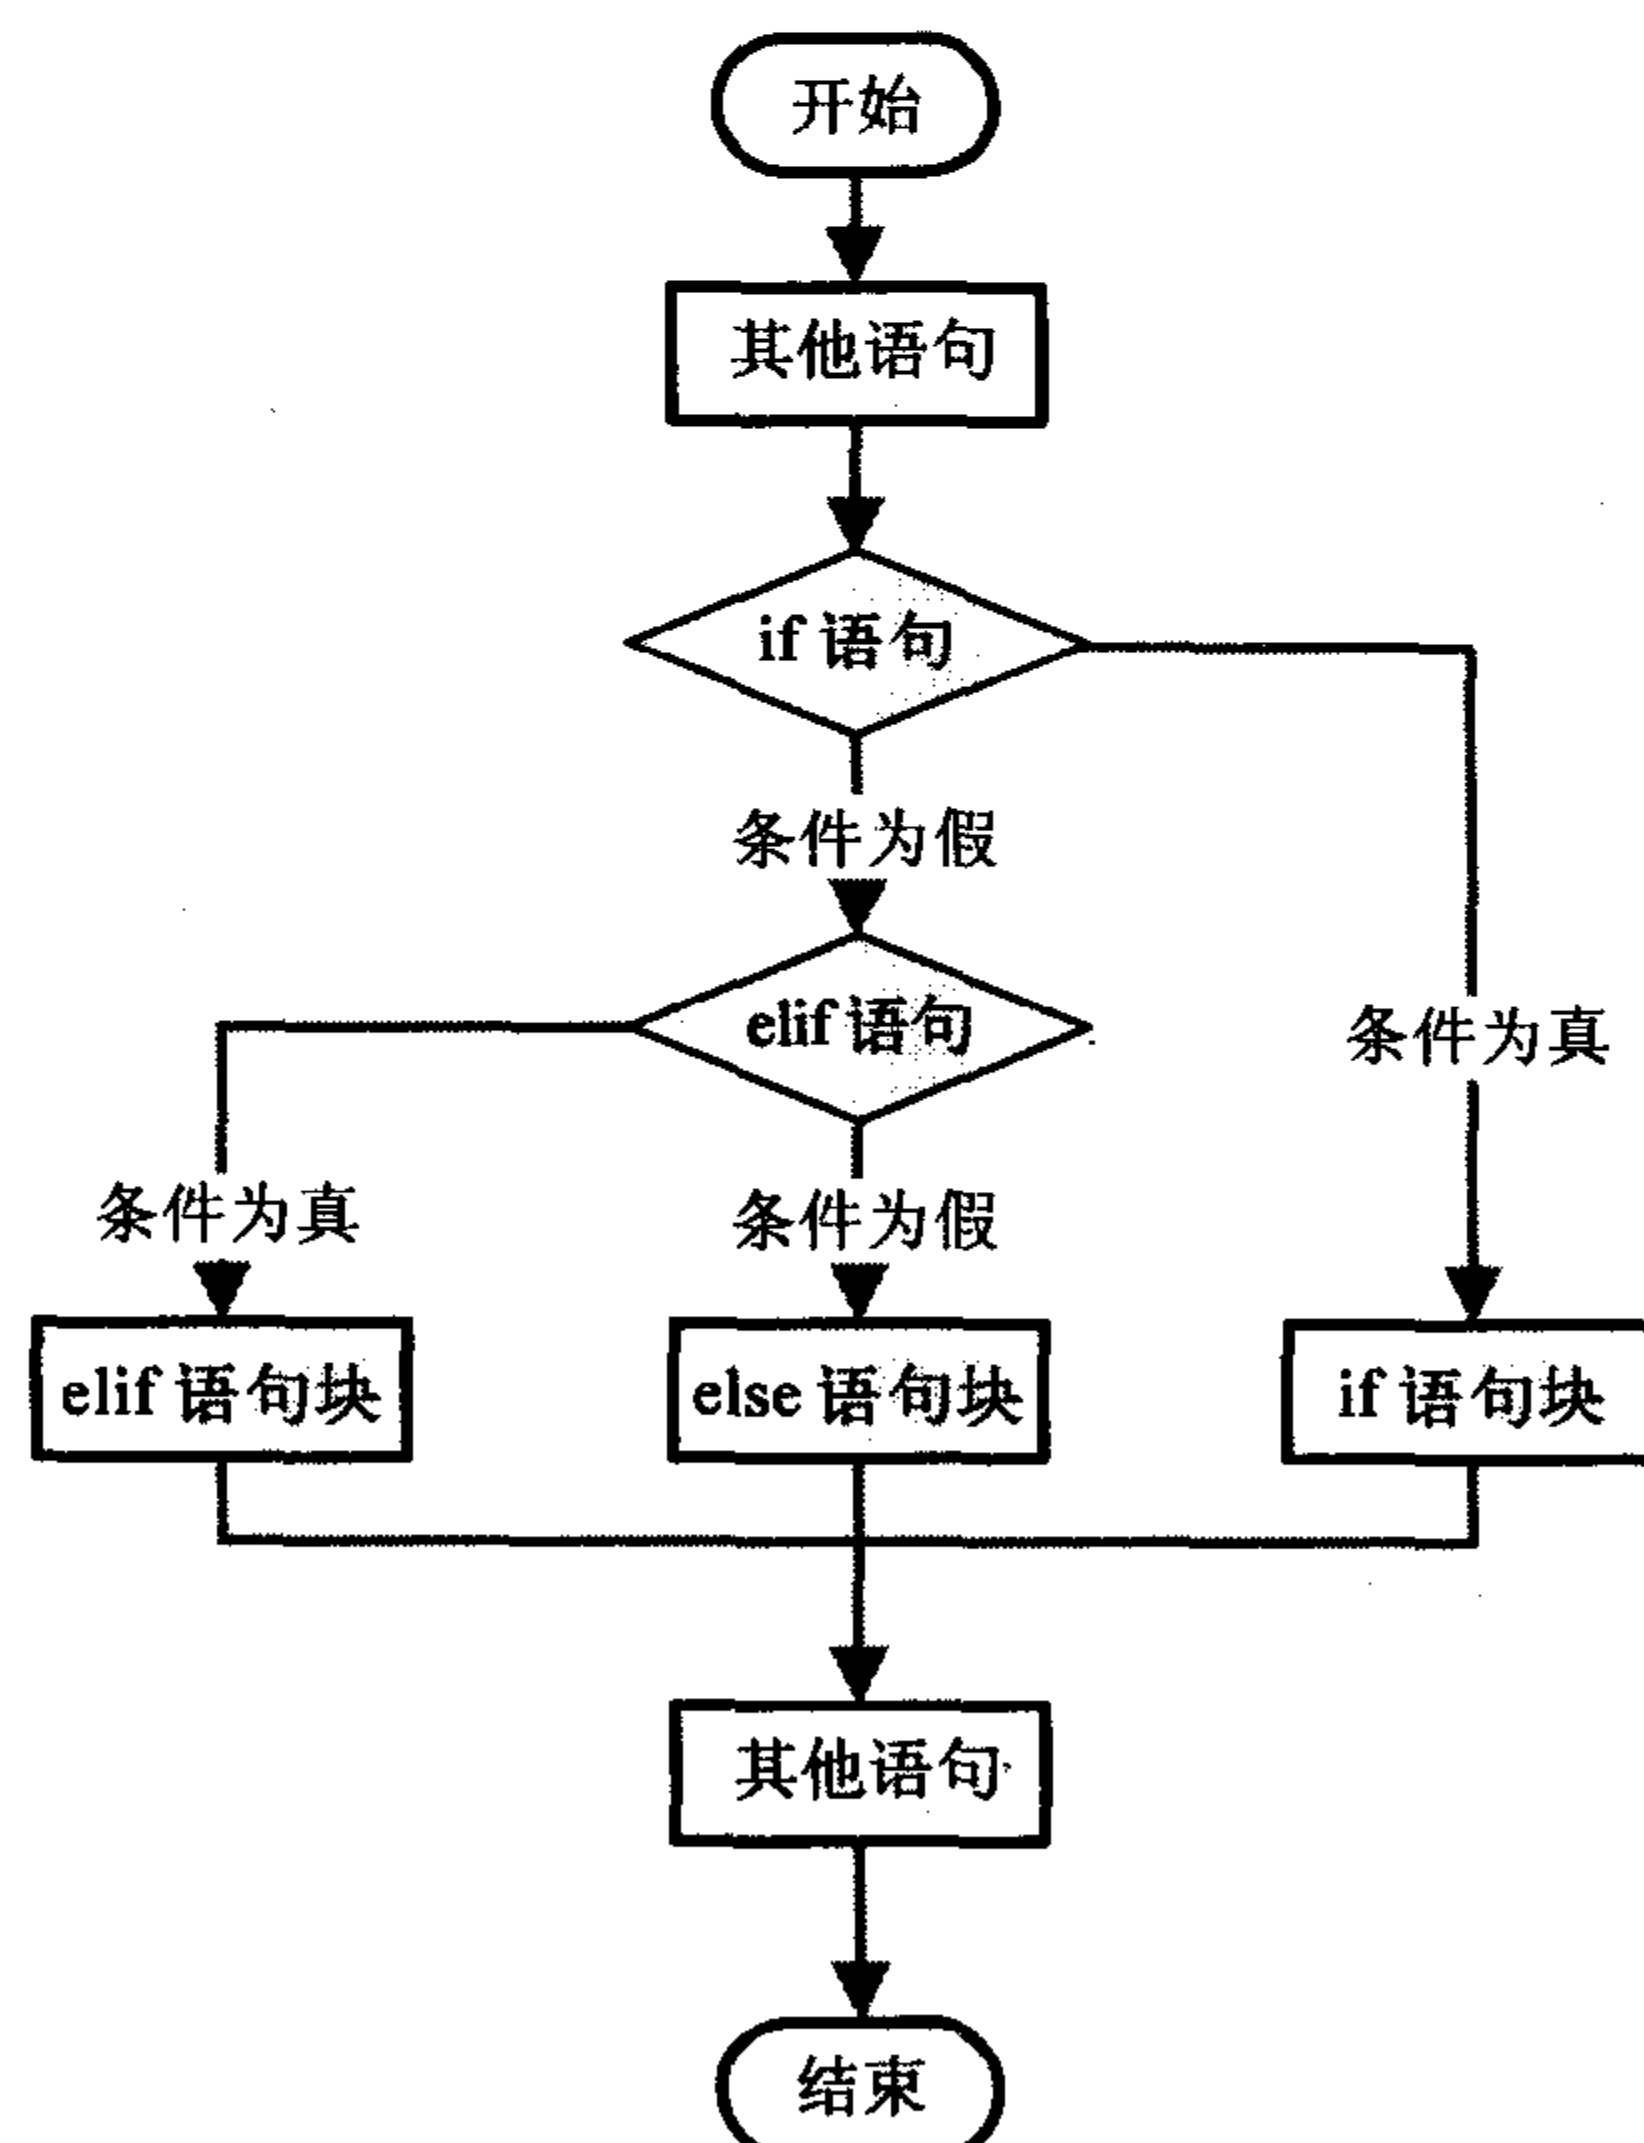 开始
其他语句
if 语句
条件为假
elif 语句
条件为真
条件为真
条件为假
elif 语句块
else 语句块
if 语句块
其他语句
结束